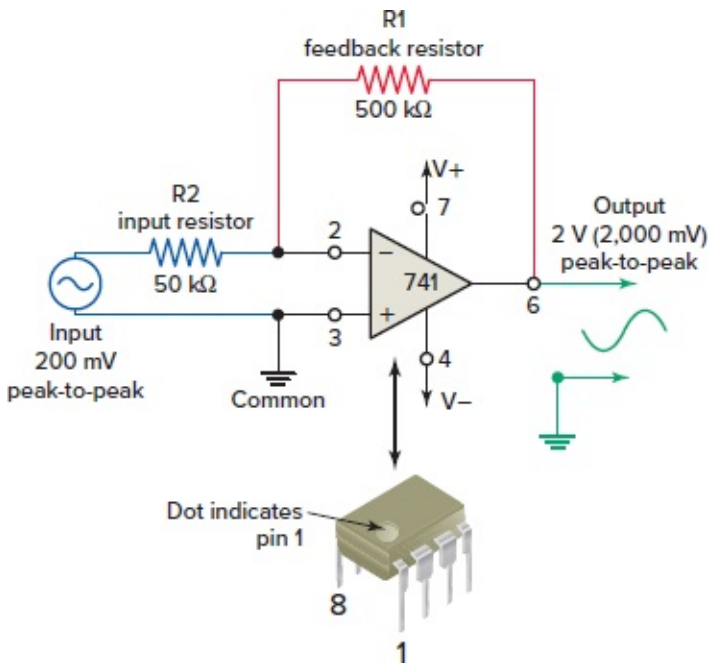 R1
feedback resistor
500 kΩ
V+
7
R2
input resistor
50 kΩ
2
−
741
+
3
6
4
V−
Output
2 V (2,000 mV)
peak-to-peak
Input
200 mV
peak-to-peak
Common
Dot indicates
pin 1
8
1